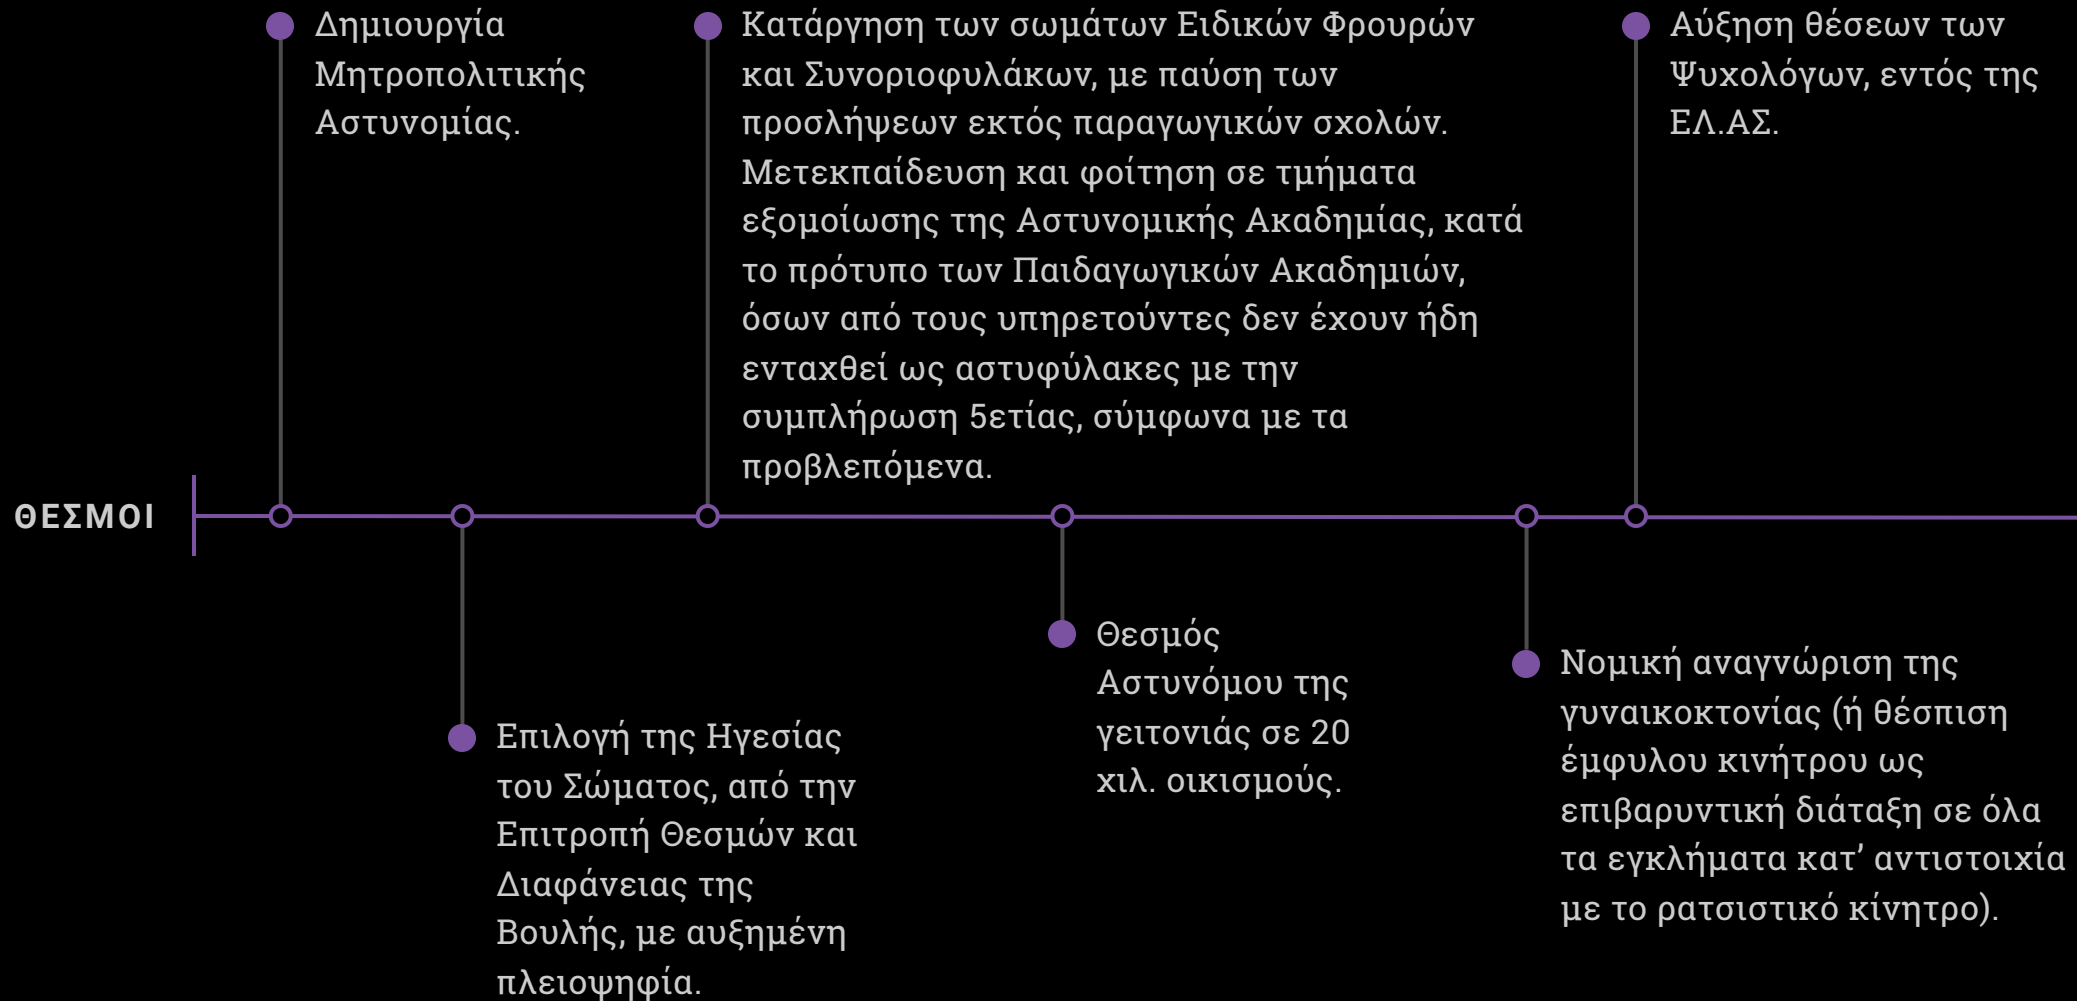 Δημιουργία
Μητροπολιτικής
Αστυνομίας.
Κατάργηση των σωμάτων Ειδικών Φρουρών
και Συνοριοφυλάκων, με παύση των
προσλήψεων εκτός παραγωγικών σχολών.
Μετεκπαίδευση και φοίτηση σε τμήματα
εξομοίωσης της Αστυνομικής Ακαδημίας, κατά
το πρότυπο των Παιδαγωγικών Ακαδημιών,
όσων από τους υπηρετούντες δεν έχουν ήδη
ενταχθεί ως αστυφύλακες με την
συμπλήρωση 5ετίας, σύμφωνα με τα
προβλεπόμενα.
Αύξηση θέσεων των
Ψυχολόγων, εντός της
ΕΛ.ΑΣ.
ΘΕΣΜΟΙ
Επιλογή της Ηγεσίας
του Σώματος, από την
Επιτροπή Θεσμών και
Διαφάνειας της
Βουλής, με αυξημένη
πλειοψηφία.
Θεσμός
Αστυνόμου της
γειτονιάς σε 20
χιλ. οικισμούς.
Νομική αναγνώριση της
γυναικοκτονίας (ή θέσπιση
έμφυλου κινήτρου ως
επιβαρυντική διάταξη σε όλα
τα εγκλήματα κατ’ αντιστοιχία
με το ρατσιστικό κίνητρο).